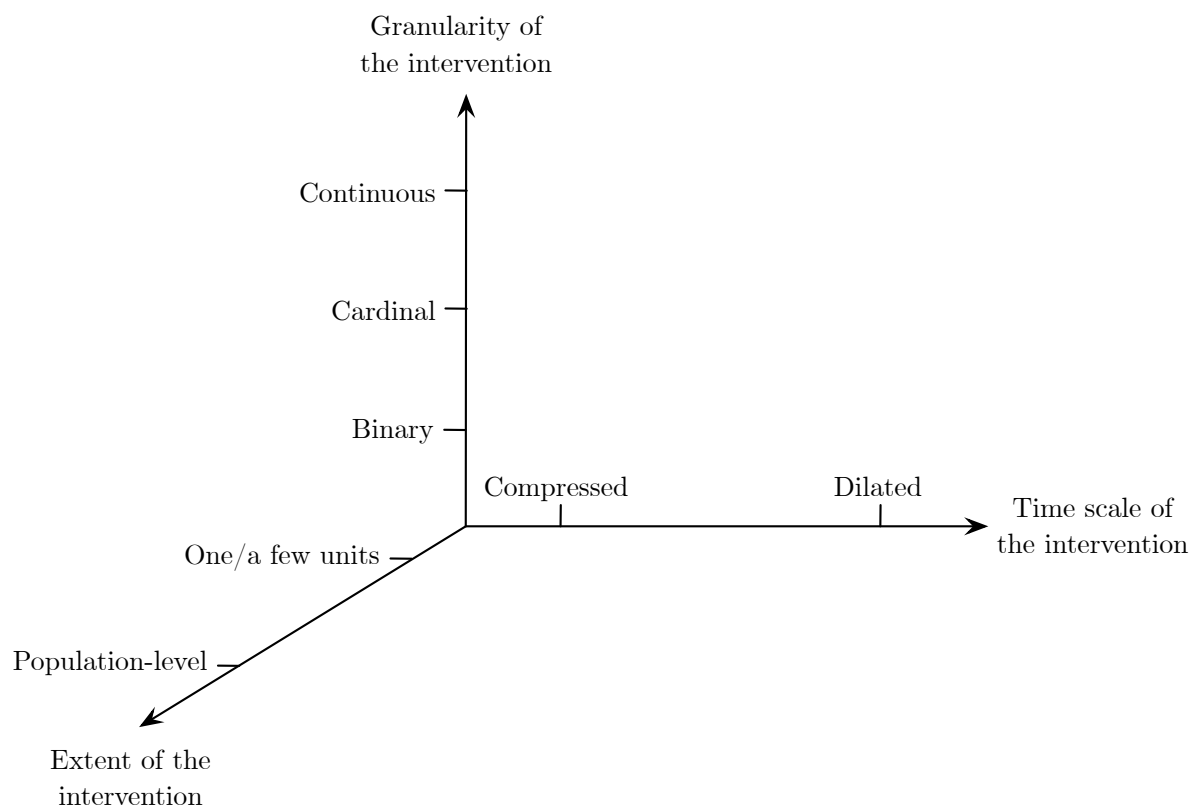 Granularity of
the intervention
Continuous
Cardinal
Binary
Compressed
Dilated
Time scale of
the intervention
One/a few units
Population-level
Extent of the
intervention